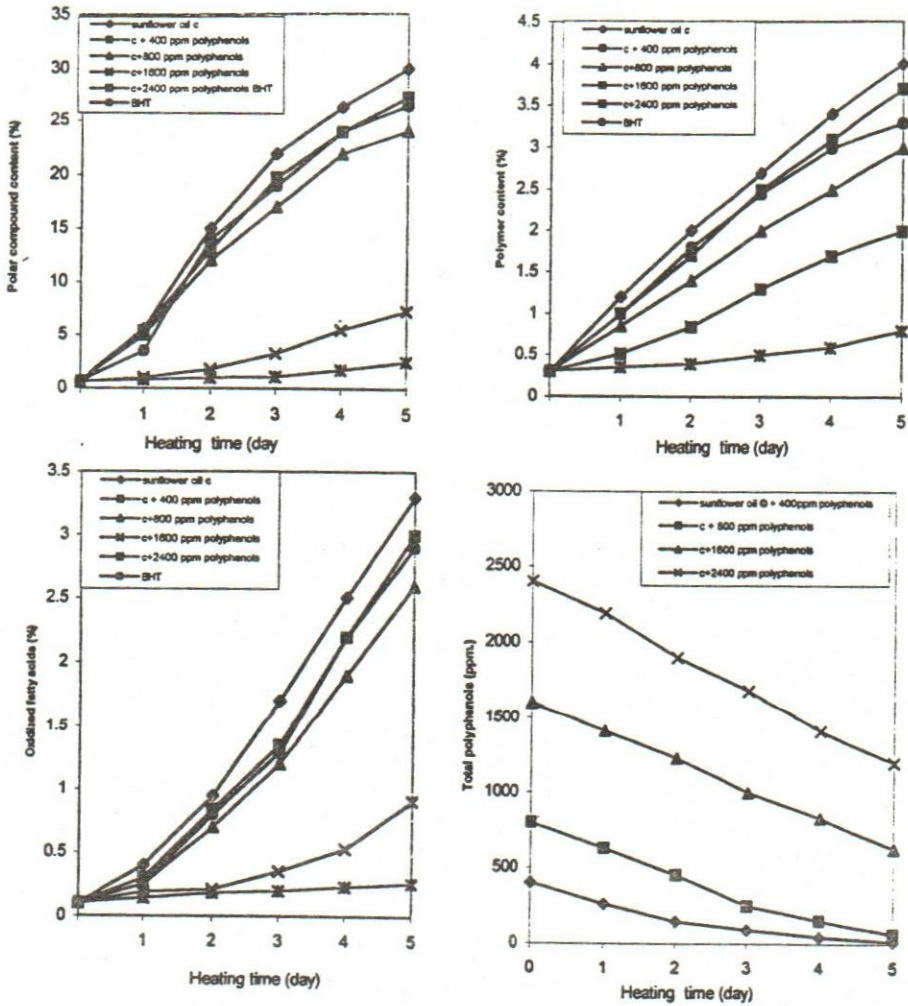 35
30
25
20
15
10
5
0
Polar compound content (%)
sunflower oil c
c + 400 ppm polyphenols
c+800 ppm polyphenols
c+1600 ppm polyphenols
c+2400 ppm polyphenols BHT
BHT
1 2 3 4 5
Heating time (day
4.5
4
3.5
3
2.5
2
1.5
1
0.5
0
Polymer content (%)
sunflower oil c
c + 400 ppm polyphenols
c+800 ppm polyphenols
c+1600 ppm polyphenols
c+2400 ppm polyphenols
BHT
1 2 3 4 5
Heating time (day)
3.5
3
2.5
2
1.5
1
0.5
0
Oxidized fatty acids (%)
sunflower oil c
c + 400 ppm polyphenols
c+800 ppm polyphenols
c+1600 ppm polyphenols
c+2400 ppm polyphenols
BHT
1 2 3 4 5
Heating time (day)
3000
2500
2000
1500
1000
500
0
Total polyphenols (ppm.)
sunflower oil + 400ppm polyphenols
c + 800 ppm polyphenols
c+1600 ppm polyphenols
c+2400 ppm polyphenols
0 1 2 3 4 5
Heating time (day)